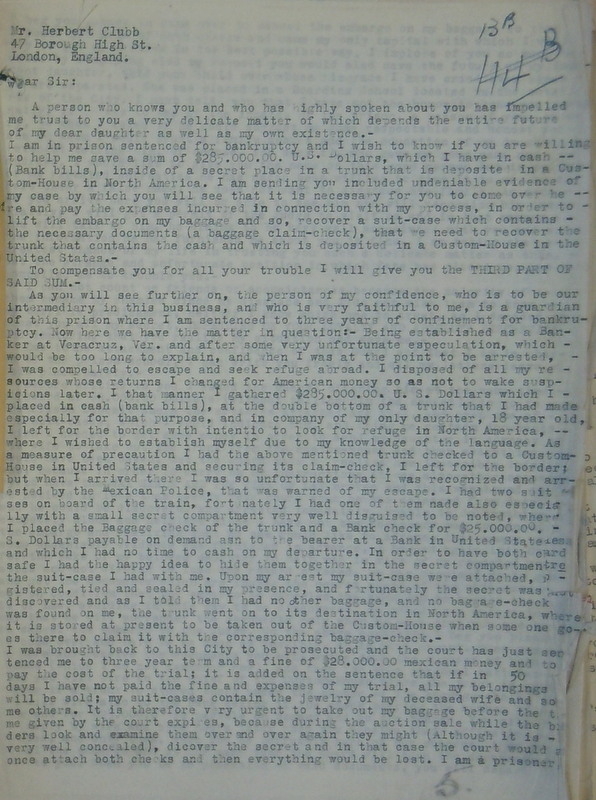 Mr. Herbert Clubb
47 Borough High St.
London, England.
13 B
44 B
Dear Sir:
A person who knows you and who has highly spoken about you has impelled
me trust to you a very delicate matter of which depends the entire future
of my dear daughter as well as my own existence.-
I am in prison sentenced for bankruptcy and I wish to know if you are willing
to help me save a sum of $285.000.00. U.S. Dollars, which I have in cash --
(Bank bills), inside of a secret place in a trunk that is deposited in a Cus-
tom-House in North America. I am sending you included undeniable evidence of
my case by which you will see that it is necessary for you to come over he --
re and pay the expenses incurred in connection with my process, in order to -
lift the embargo on my baggage and so, recover a suit-case which contains -
the necessary documents (a baggage claim-check), that we need to recover the
trunk that contains the cash and which is deposited in a Custom-House in the
United States.-
To compensate you for all your trouble I will give you the THIRD PART OF
SAID SUM.-
As you will see further on, the person of my confidence, who is to be our
intermediary in this business, and who is very faithful to me, is a guardian
of this prison where I am sentenced to three years of confinement for bankru-
ptcy. Now here we have the matter in question:- Being established as a Ban-
ker at Veracruz, Ver. and after some very unfortunate especulation, which -
would be too long to explain, and when I was at the point to be arrested, -
I was compelled to escape and seek refuge abroad. I disposed of all my re -
sources whose returns I changed for American money so as not to wake susp-
icions later. I that manner I gathered $285.000.00. U. S. Dollars which I -
placed in cash (bank bills), at the double bottom of a trunk that I had made
especially for that purpose, and in company of my only daughter, 18 year old,
I left for the border with intentio to look for refuge in North America, --
where I wished to establish myself due to my knowledge of the language. As
a measure of precaution I had the above mentioned trunk checked to a Custom-
House in United States and securing its claim-check, I left for the border;
but when I arrived there I was so unfortunate that I was recognized and arr-
ested by the Mexican Police, that was warned of my escape. I had two suit
ses on board of the train, fortunately I had one of them made also especia
lly with a small secret compartment very well disguised to be noted, where
I placed the Baggage check of the trunk and a Bank check for $25.000.00. -
S. Dollars payable on demand asn to the bearer at a Bank in United States
and which I had no time to cash on my departure. In order to have both
safe I had the happy idea to hide them together in the secret compartment
the suit-case I had with me. Upon my arrest my suit-case were attached,
gistered, tied and sealed in my presence, and fortunately the secret was
discovered and as I told them I had no other baggage, and no baggage-check
was found on me, the trunk went on to its destination in North America, where
it is stored at present to be taken out of the Custom-House when some one go--
es there to claim it with the corresponding baggage-check.-
I was brought back to this City to be prosecuted and the court has just sen
tenced me to three year term and a fine of $28.000.00 mexican money and to
pay the cost of the trial; it is added on the sentence that if in 50
days I have not paid the fine and expenses of my trial, all my belongings
will be sold; my suit-cases contain the jewelry of my deceased wife and so
me others. It is therefore very urgent to take out my baggage before the t
me given by the court expires, because during the auction sale while the b
ders look and examine them over and over again they might (Although it is -
very well concealed), dicover the secret and in that case the court would
once attach both checks and then everything would be lost. I am a prisoner
5.